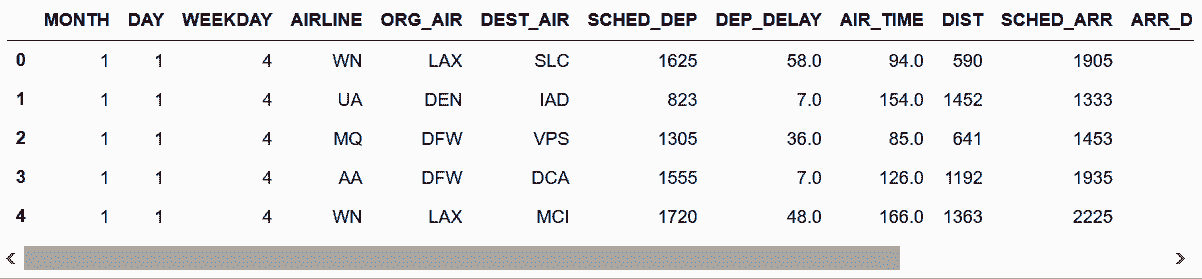 MONTH DAY WEEKDAY AIRLINE ORG_AIR DEST_AIR SCHED_DEP DEP_DELAY AIR_TIME DIST SCHED_ARR ARR_D
0 1 1 4 WN LAX SLC 1625 58.0 94.0 590 1905
1 1 1 4 UA DEN IAD 823 7.0 154.0 1452 1333
2 1 1 4 MQ DFW VPS 1305 36.0 85.0 641 1453
3 1 1 4 AA DFW DCA 1555 7.0 126.0 1192 1935
4 1 1 4 WN LAX MCI 1720 48.0 166.0 1363 2225